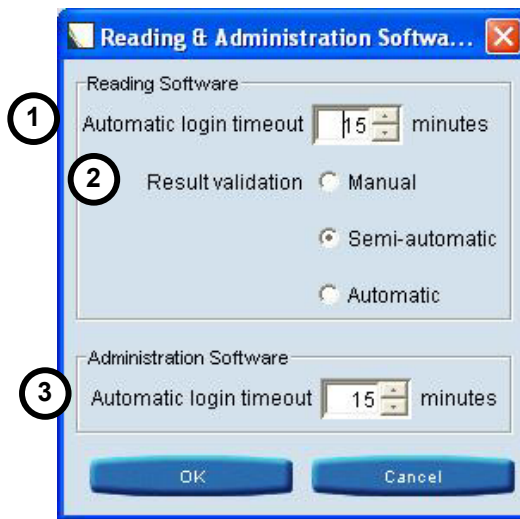 Reading & Administration Softwa...
Reading Software
1
Automatic login timeout 15 minutes
2
Result validation Manual
Semi-automatic
Automatic
Administration Software
3
Automatic login timeout 15 minutes
OK Cancel